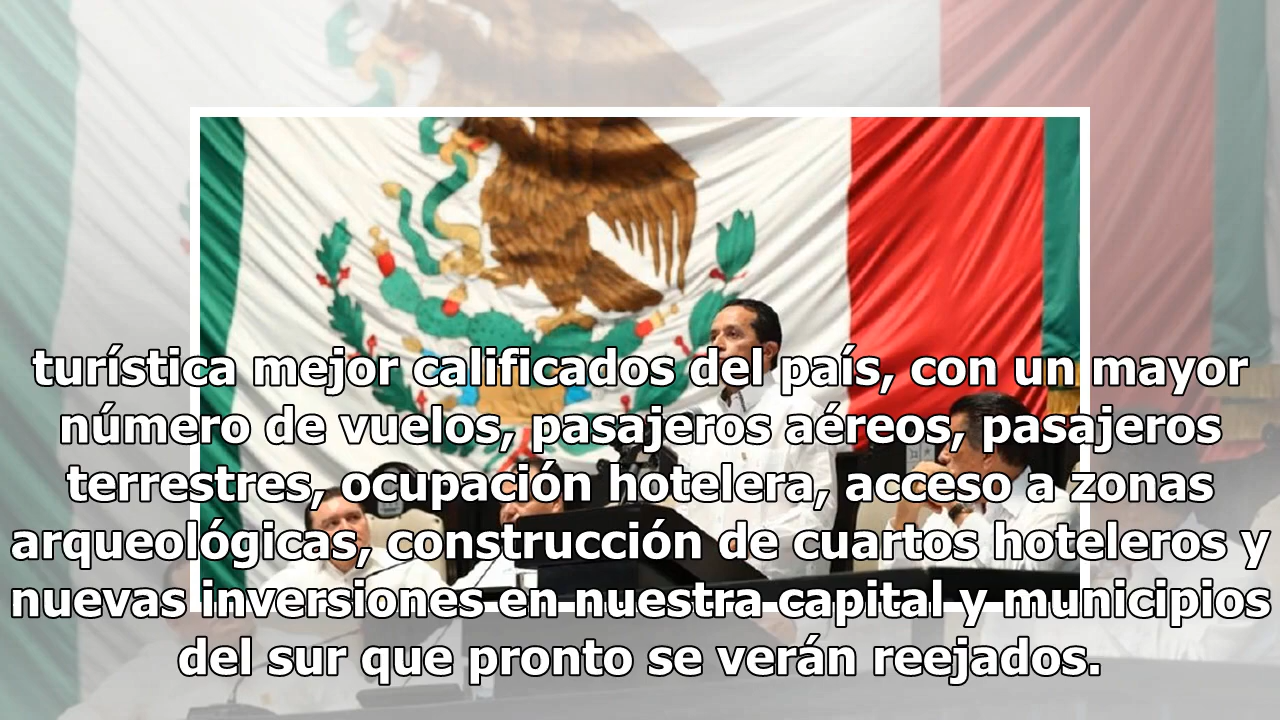 turística mejor calificados del país, con un mayor
número de vuelos, pasajeros aéreos, pasajeros
terrestres, ocupación hotelera, acceso a zonas
arqueológicas, construcción de cuartos hoteleros y
nuevas inversiones en nuestra capital y municipios
del sur que pronto se verán reejados.